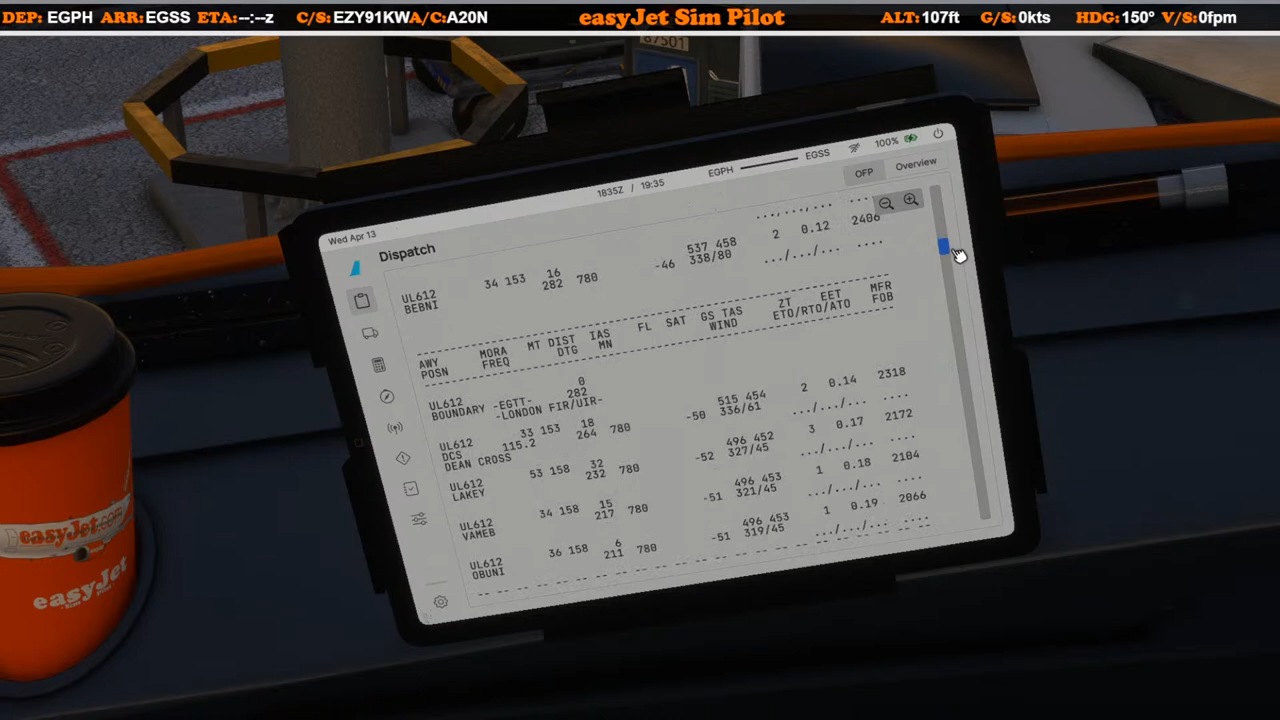 DEP: EGPH ARR: EGSS ETA: --:--z C/S: EZY91KW A/C: A20N easyJet Sim Pilot ALT: 107ft G/S: 0kts HDG: 150° V/S: 0fpm
67501
Wed Apr 13 1835Z / 19:35 EGPH EGSS 100%
Dispatch OFP Overview
UL612 34 153 16 537 458 2 0.12 2406
BEBNI 282 780 -46 338/80 .../.../... ....
AWY MORA MT DIST IAS FL SAT GS TAS ZT EET MFR
POSN FREQ DTG MN WIND ETO/RTO/ATO FOB
UL612 0
BOUNDARY -EGTT- 282
-LONDON FIR/UIR-
UL612 33 153 18 515 454 2 0.14 2318
DCS 115.2 264 780 -50 336/61 .../.../... ....
DEAN CROSS
UL612 53 158 32 496 452 3 0.17 2172
LAKEY 232 780 -52 327/45 .../.../... ....
UL612 34 158 15 496 453 1 0.18 2104
VAMEB 217 780 -51 321/45 .../.../... ....
UL612 36 158 6 496 453 1 0.19 2066
OBUNI 211 780 -51 319/45 .../.../... ....
easyJet.com
easyJet
Sim Pilot